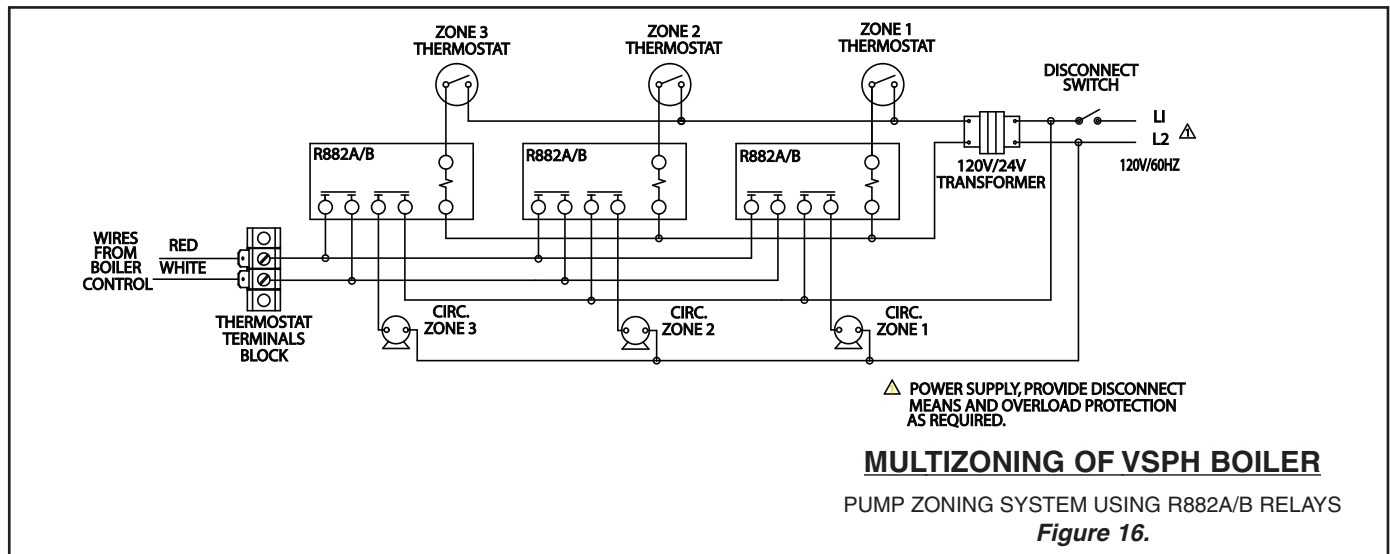 ZONE 3
THERMOSTAT
ZONE 2
THERMOSTAT
ZONE 1
THERMOSTAT
DISCONNECT
SWITCH
L1
L2 ⚠
120V/60HZ
120V/24V
TRANSFORMER
R882A/B
R882A/B
R882A/B
WIRES
FROM
BOILER
CONTROL
RED
WHITE
THERMOSTAT
TERMINALS
BLOCK
CIRC.
ZONE 3
CIRC.
ZONE 2
CIRC.
ZONE 1
⚠ POWER SUPPLY, PROVIDE DISCONNECT
MEANS AND OVERLOAD PROTECTION
AS REQUIRED.
MULTIZONING OF VSPH BOILER
PUMP ZONING SYSTEM USING R882A/B RELAYS
Figure 16.